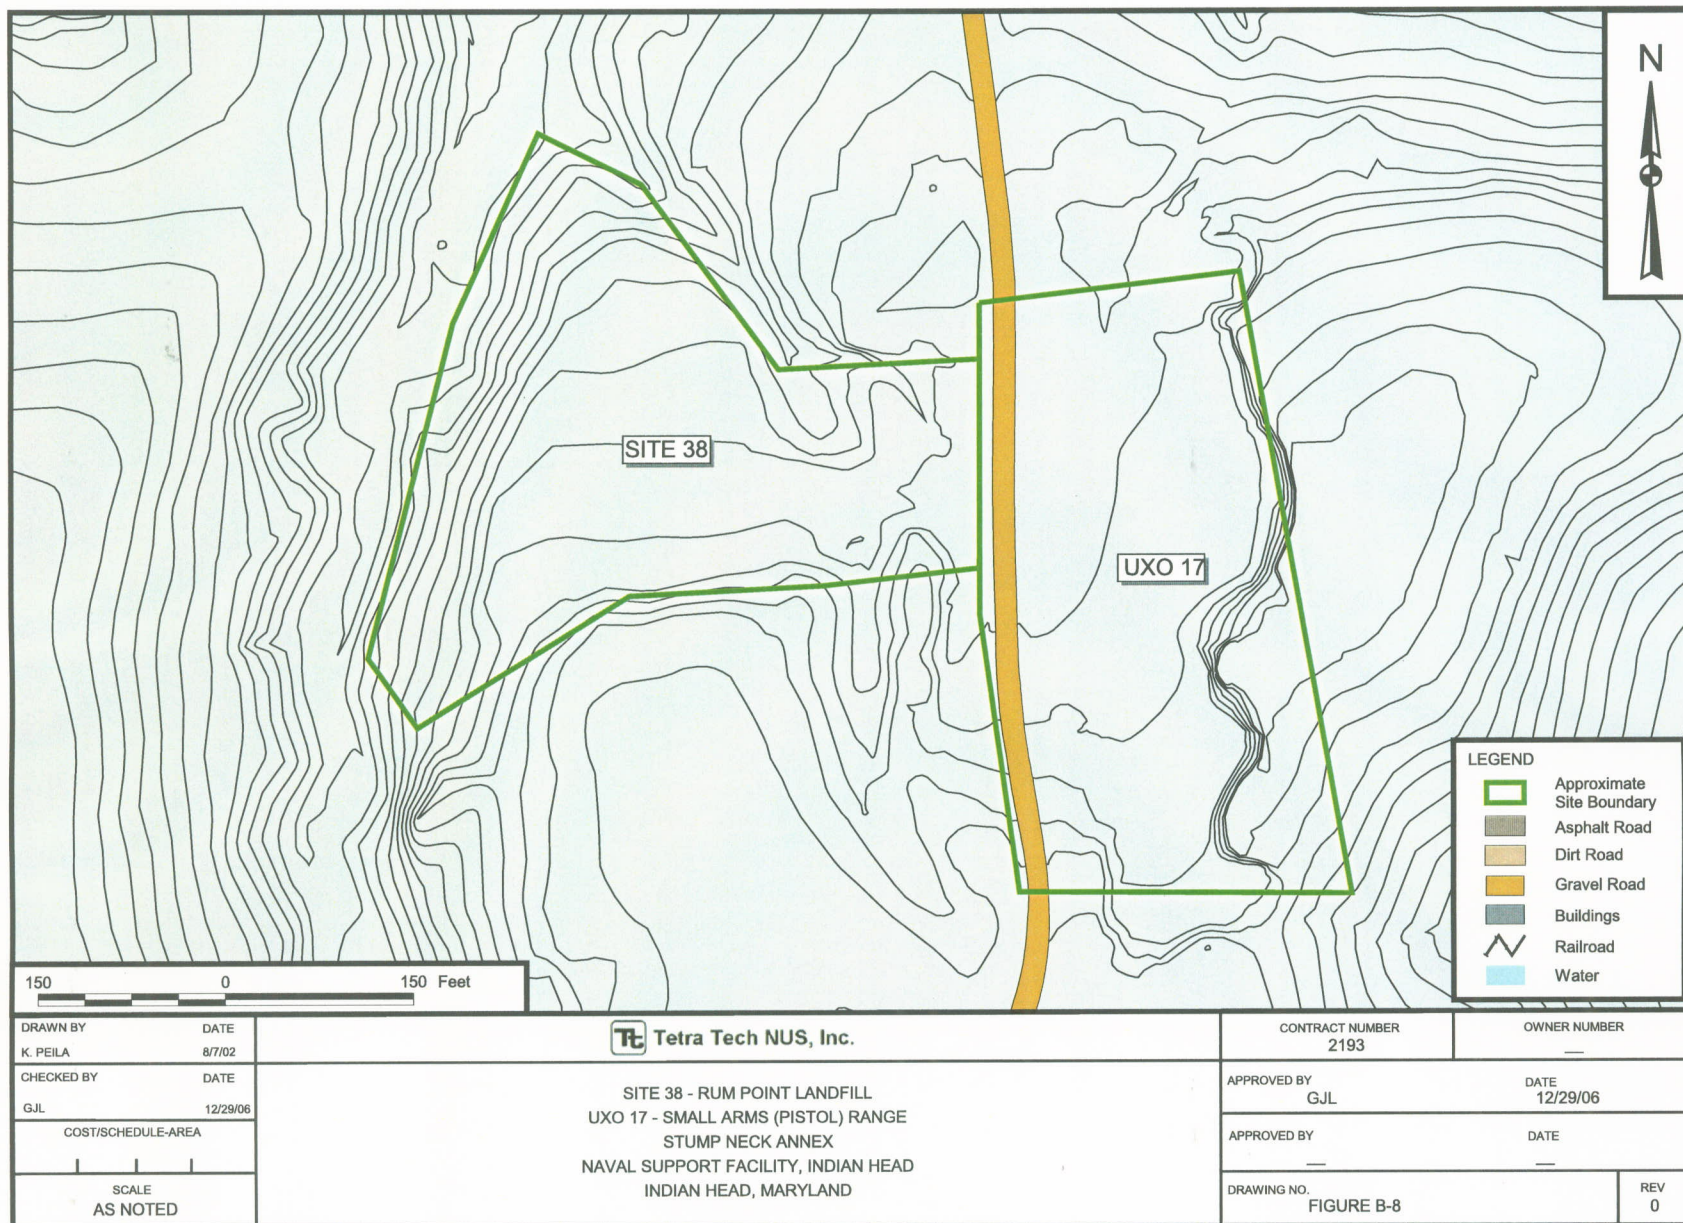 N
SITE 38
UXO 17
LEGEND
Approximate
Site Boundary
Asphalt Road
Dirt Road
Gravel Road
Buildings
Railroad
Water
150 0 150 Feet
DRAWN BY DATE
K. PEILA 8/7/02
CHECKED BY DATE
GJL 12/29/06
COST/SCHEDULE-AREA
SCALE
AS NOTED
Tt Tetra Tech NUS, Inc.
SITE 38 - RUM POINT LANDFILL
UXO 17 - SMALL ARMS (PISTOL) RANGE
STUMP NECK ANNEX
NAVAL SUPPORT FACILITY, INDIAN HEAD
INDIAN HEAD, MARYLAND
CONTRACT NUMBER
2193
OWNER NUMBER
—
APPROVED BY DATE
GJL 12/29/06
APPROVED BY DATE
— —
DRAWING NO.
FIGURE B-8
REV
0